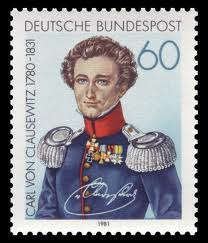 DEUTSCHE BUNDESPOST
60
CARL VON CLAUSEWITZ 1780-1831
1981